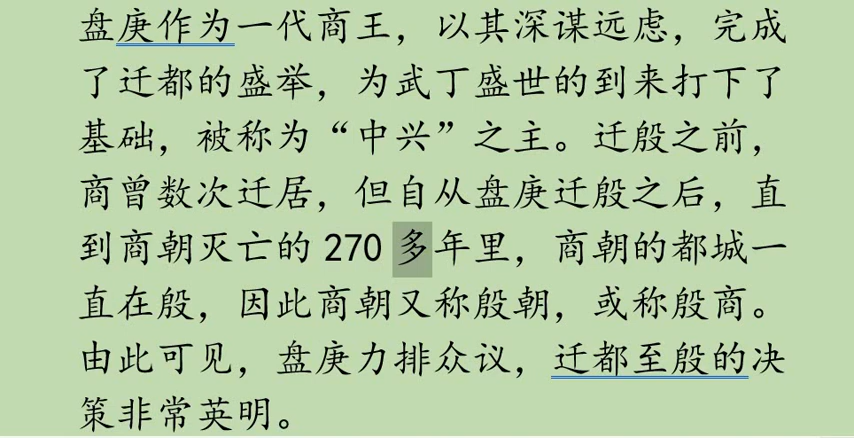 盘庚作为一代商王，以其深谋远虑，完成
了迁都的盛举，为武丁盛世的到来打下了
基础，被称为“中兴”之主。迁殷之前，
商曾数次迁居，但自从盘庚迁殷之后，直
到商朝灭亡的 270 多年里，商朝的都城一
直在殷，因此商朝又称殷朝，或称殷商。
由此可见，盘庚力排众议，迁都至殷的决
策非常英明。